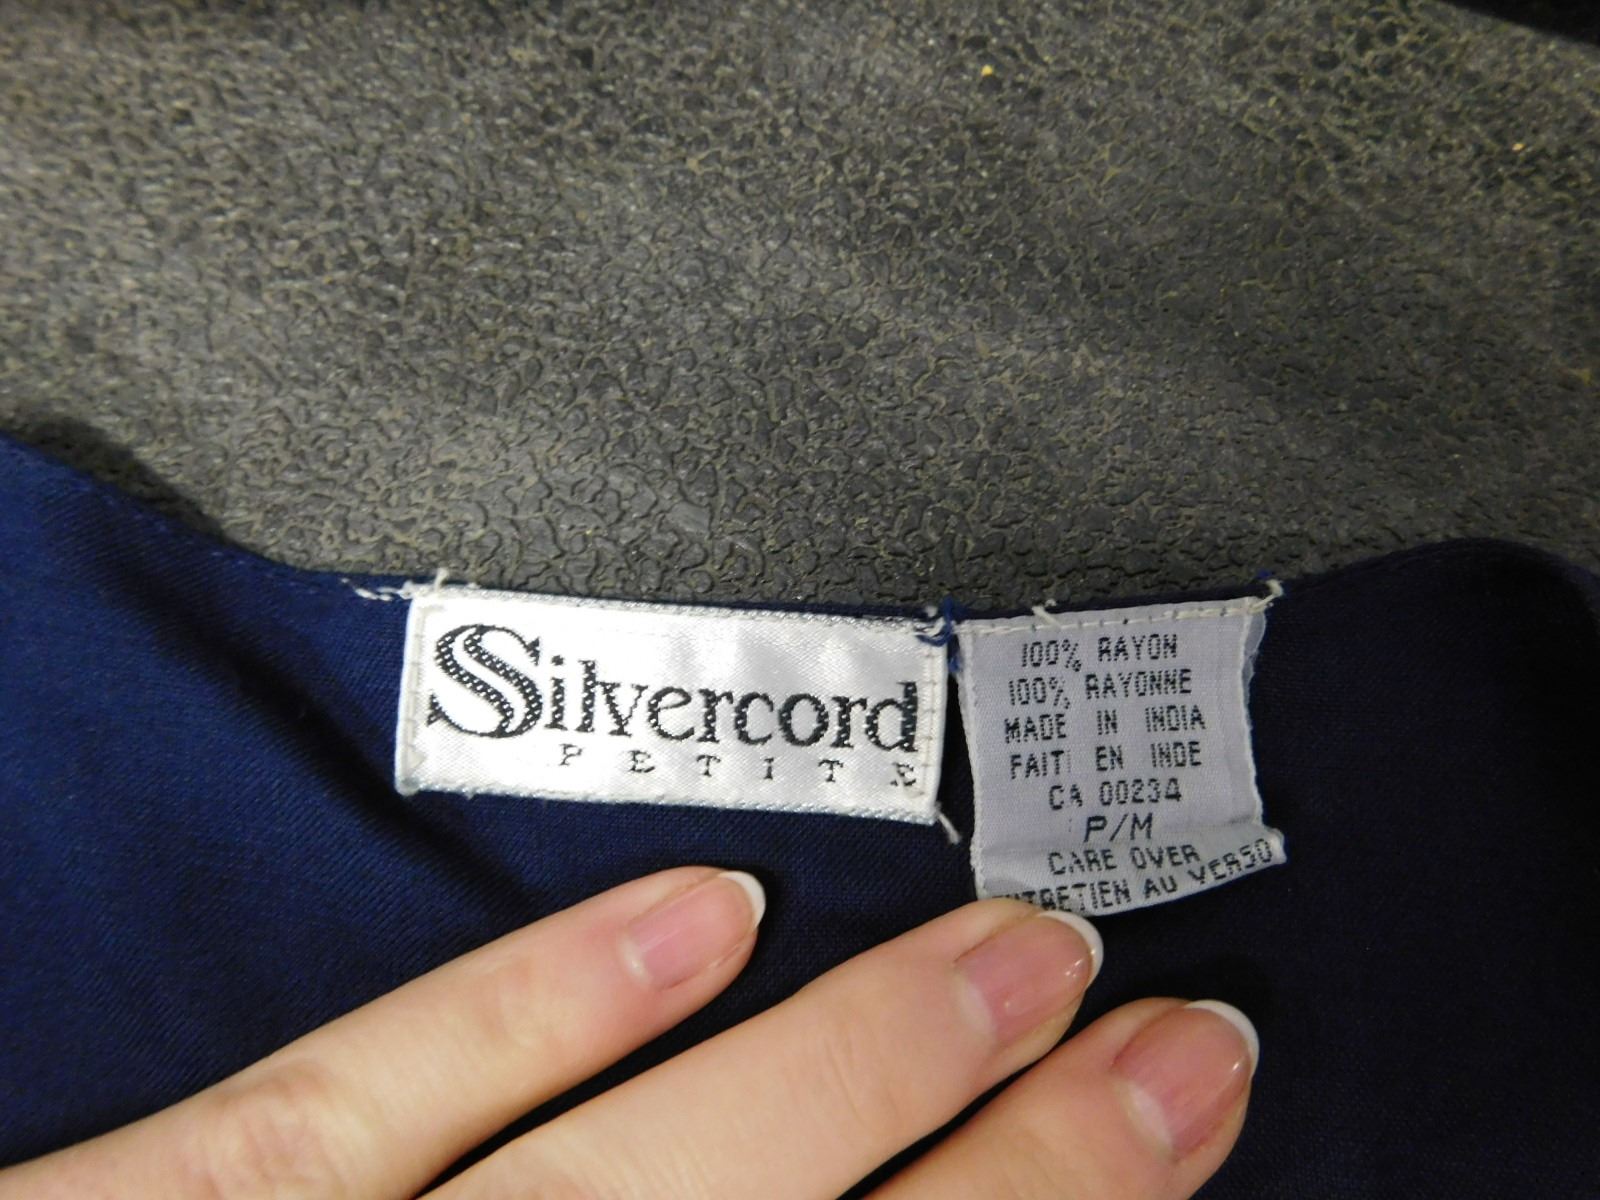 Silvercord
PETITE
100% RAYON
100% RAYONNE
MADE IN INDIA
FAIT EN INDE
CA 00234
P/M
CARE OVER
ENTRETIEN AU VERSO